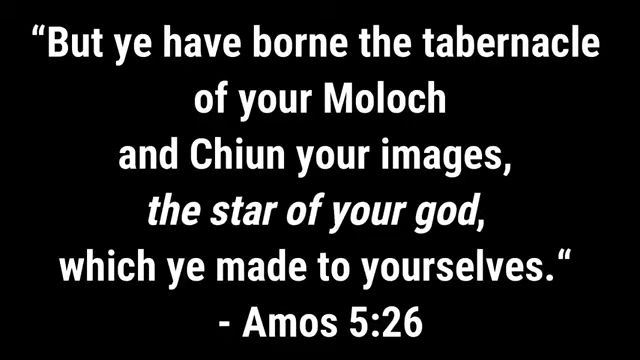 “But ye have borne the tabernacle
of your Moloch
and Chiun your images,
the star of your god,
which ye made to yourselves.“
- Amos 5:26